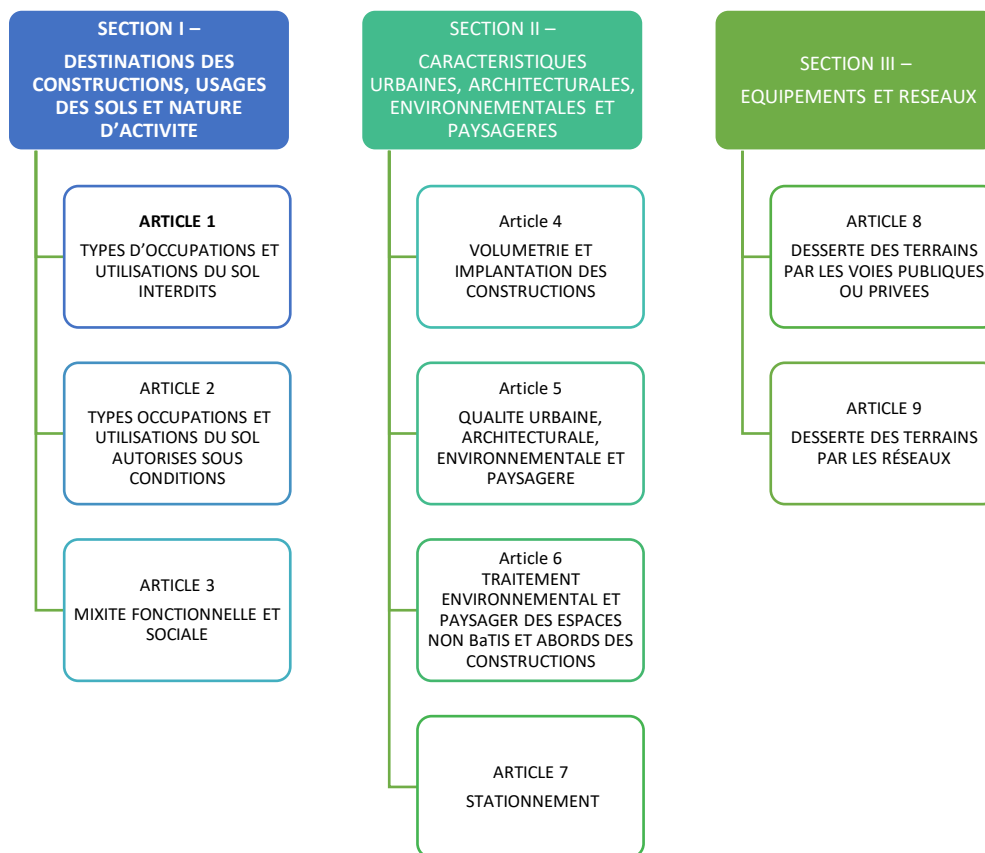 SECTION I –
DESTINATIONS DES
CONSTRUCTIONS, USAGES
DES SOLS ET NATURE
D'ACTIVITE
ARTICLE 1
TYPES D'OCCUPATIONS ET
UTILISATIONS DU SOL
INTERDITS
ARTICLE 2
TYPES OCCUPATIONS ET
UTILISATIONS DU SOL
AUTORISES SOUS
CONDITIONS
ARTICLE 3
MIXITE FONCTIONNELLE ET
SOCIALE
SECTION II –
CARACTERISTIQUES
URBAINES, ARCHITECTURALES,
ENVIRONNEMENTALES ET
PAYSAGERES
Article 4
VOLUMETRIE ET
IMPLANTATION DES
CONSTRUCTIONS
Article 5
QUALITE URBAINE,
ARCHITECTURALE,
ENVIRONNEMENTALE ET
PAYSAGERE
Article 6
TRAITEMENT
ENVIRONNEMENTAL ET
PAYSAGER DES ESPACES
NON BaTIS ET ABORDS DES
CONSTRUCTIONS
ARTICLE 7
STATIONNEMENT
SECTION III –
EQUIPEMENTS ET RESEAUX
ARTICLE 8
DESSERTE DES TERRAINS
PAR LES VOIES PUBLIQUES
OU PRIVEES
ARTICLE 9
DESSERTE DES TERRAINS
PAR LES RÉSEAUX